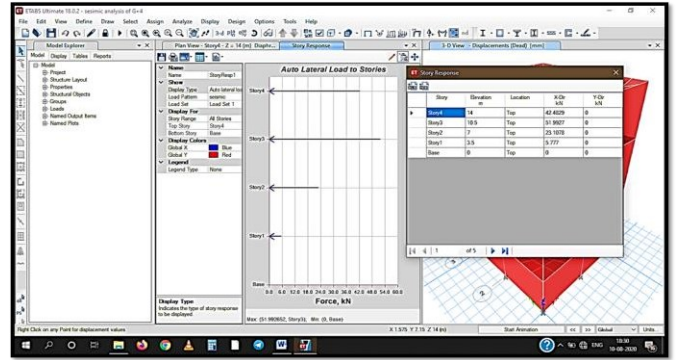 ETABS Ultimate 18.0.2 - seismic analysis of G+4
File Edit View Define Draw Select Assign Analyze Display Design Options Tools Help
Model Explorer
Plan View - Story4 - Z = 14 (m) Diaphr...
Story Response
3-D View - Displacements (Dead) [mm]
Model Display Tables Reports
Model
Project
Structure Layout
Properties
Structural Objects
Groups
Loads
Named Output Items
Named Plots
Name
Name StoryResp1
Show
Display Type Auto lateral loa
Load Pattern seismic
Load Set Load Set 1
Display For
Story Range All Stories
Top Story Story4
Bottom Story Base
Display Colors
Global X Blue
Global Y Red
Legend
Legend Type None
Display Type
Indicates the type of story response to be displayed.
Auto Lateral Load to Stories
Story4
Story3
Story2
Story1
Base
0.0 6.0 12.0 18.0 24.0 30.0 36.0 42.0 48.0 54.0 60.0
Force, kN
Max: (51.992652, Story3); Min: (0, Base)
Story Response
Story Elevation Location X-Dir Y-Dir
m kN kN
Story4 14 Top 42.4829 0
Story3 10.5 Top 51.9927 0
Story2 7 Top 23.1078 0
Story1 3.5 Top 5.777 0
Base 0 Top 0 0
1 of 5
Right Click on any Point for displacement values
X 1.575 Y 7.15 Z 14 (m)
Start Animation
<< >> Global Units...
ENG
18:30
18-08-2020